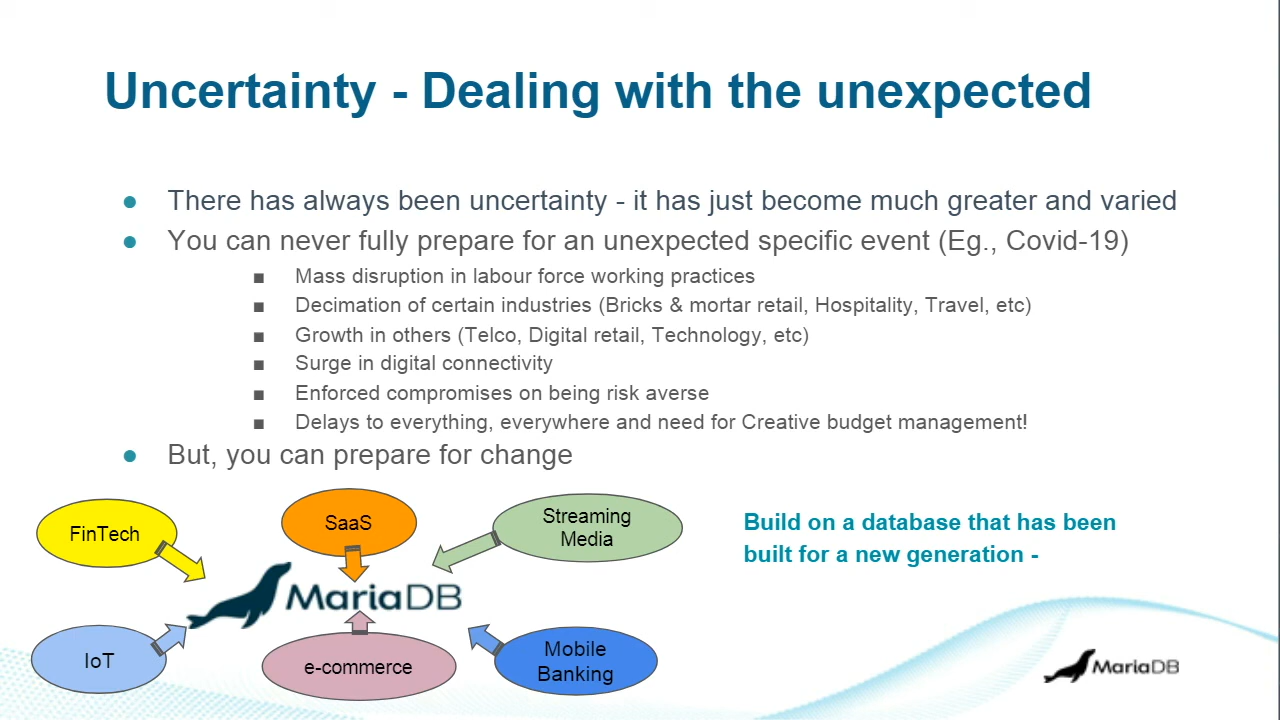 Uncertainty - Dealing with the unexpected
There has always been uncertainty - it has just become much greater and varied
You can never fully prepare for an unexpected specific event (Eg., Covid-19)
Mass disruption in labour force working practices
Decimation of certain industries (Bricks & mortar retail, Hospitality, Travel, etc)
Growth in others (Telco, Digital retail, Technology, etc)
Surge in digital connectivity
Enforced compromises on being risk averse
Delays to everything, everywhere and need for Creative budget management!
But, you can prepare for change
FinTech
SaaS
Streaming
Media
MariaDB
IoT
e-commerce
Mobile
Banking
Build on a database that has been
built for a new generation -
MariaDB